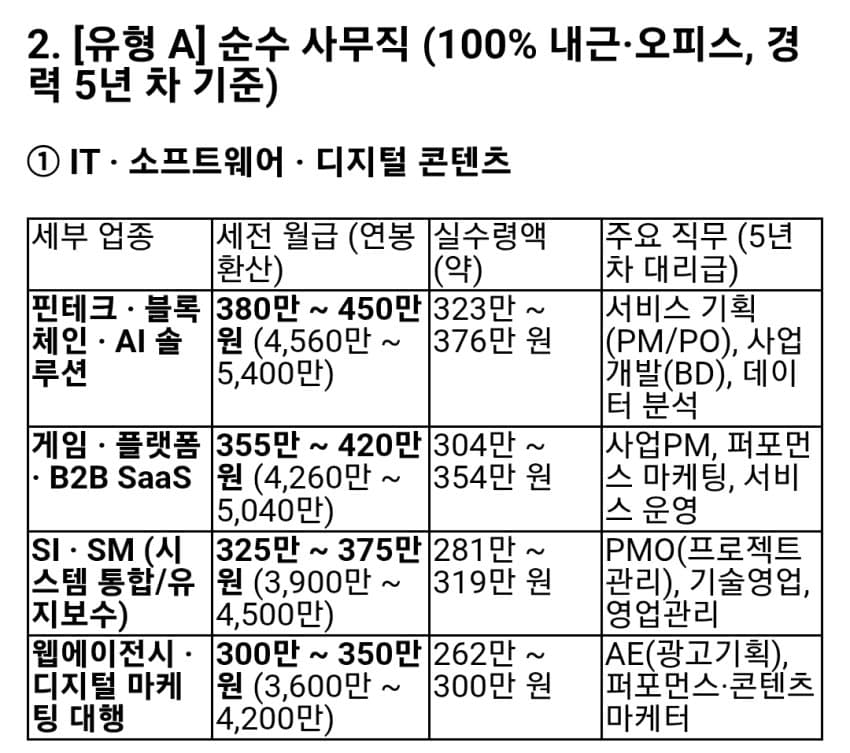 2. [유형 A] 순수 사무직 (100% 내근·오피스, 경
력 5년 차 기준)
① IT · 소프트웨어 · 디지털 콘텐츠
세부 업종
세전 월급 (연봉
환산)
실수령액
(약)
주요 직무 (5년
차 대리급)
핀테크 · 블록
체인 · AI 솔
루션
380만 ~ 450만
원 (4,560만 ~
5,400만)
323만 ~
376만 원
서비스 기획
(PM/PO), 사업
개발(BD), 데이
터 분석
게임 · 플랫폼
· B2B SaaS
355만 ~ 420만
원 (4,260만 ~
5,040만)
304만 ~
354만 원
사업PM, 퍼포먼
스 마케팅, 서비
스 운영
SI · SM (시
스템 통합/유
지보수)
325만 ~ 375만
원 (3,900만 ~
4,500만)
281만 ~
319만 원
PMO(프로젝트
관리), 기술영업,
영업관리
웹에이전시 ·
디지털 마케
팅 대행
300만 ~ 350만
원 (3,600만 ~
4,200만)
262만 ~
300만 원
AE(광고기획),
퍼포먼스·콘텐츠
마케터